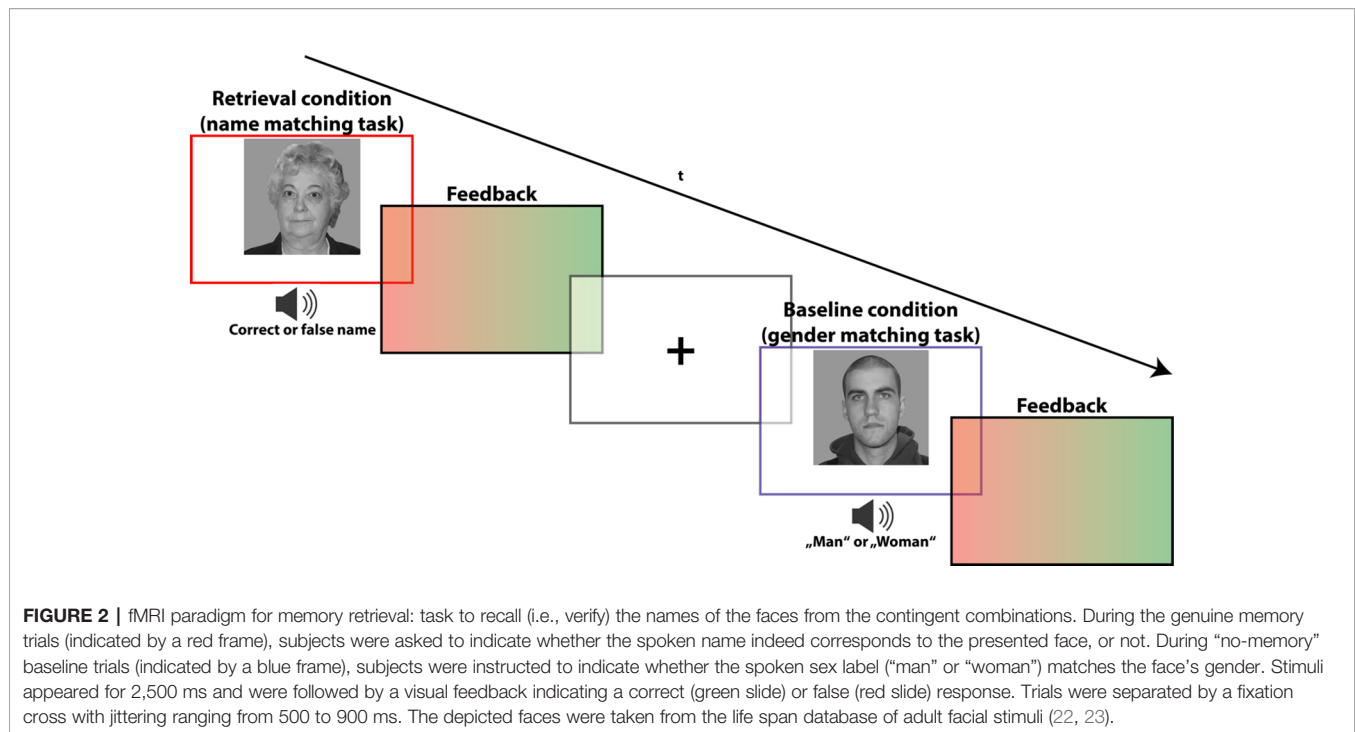 Retrieval condition
(name matching task)
t
Feedback
Correct or false name
Baseline condition
(gender matching task)
+
Feedback
„Man“ or „Woman“
FIGURE 2 | fMRI paradigm for memory retrieval: task to recall (i.e., verify) the names of the faces from the contingent combinations. During the genuine memory
trials (indicated by a red frame), subjects were asked to indicate whether the spoken name indeed corresponds to the presented face, or not. During “no-memory”
baseline trials (indicated by a blue frame), subjects were instructed to indicate whether the spoken sex label (“man” or “woman”) matches the face’s gender. Stimuli
appeared for 2,500 ms and were followed by a visual feedback indicating a correct (green slide) or false (red slide) response. Trials were separated by a fixation
cross with jittering ranging from 500 to 900 ms. The depicted faces were taken from the life span database of adult facial stimuli (22, 23).